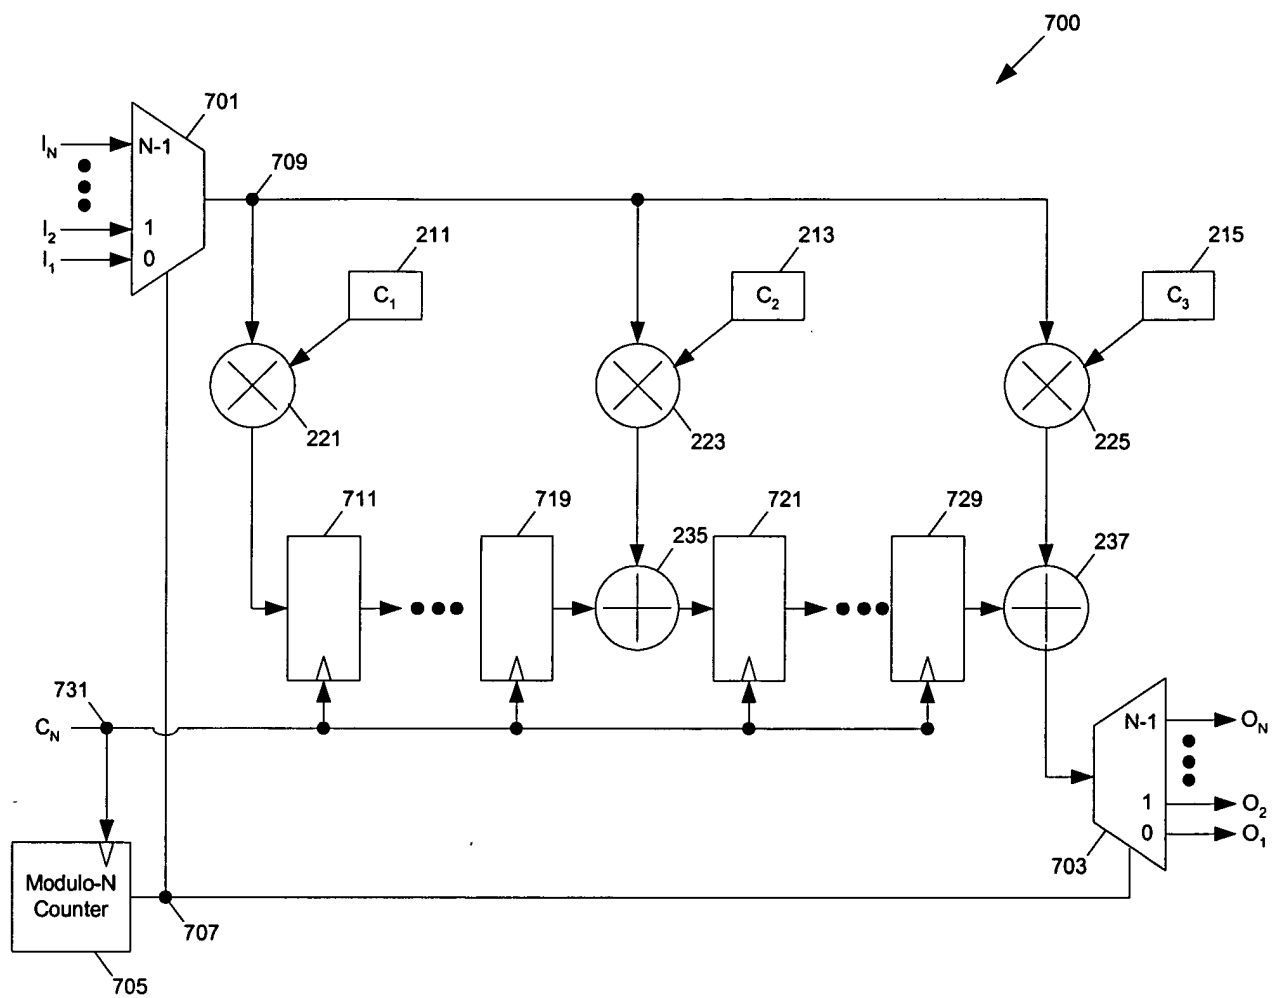 700
701
I_N
N-1
709
I_2
1
I_1
0
211
213
215
C_1
C_2
C_3
221
223
225
711
719
721
729
235
237
731
C_N
N-1
O_N
1
O_2
0
O_1
703
Modulo-N
Counter
707
705